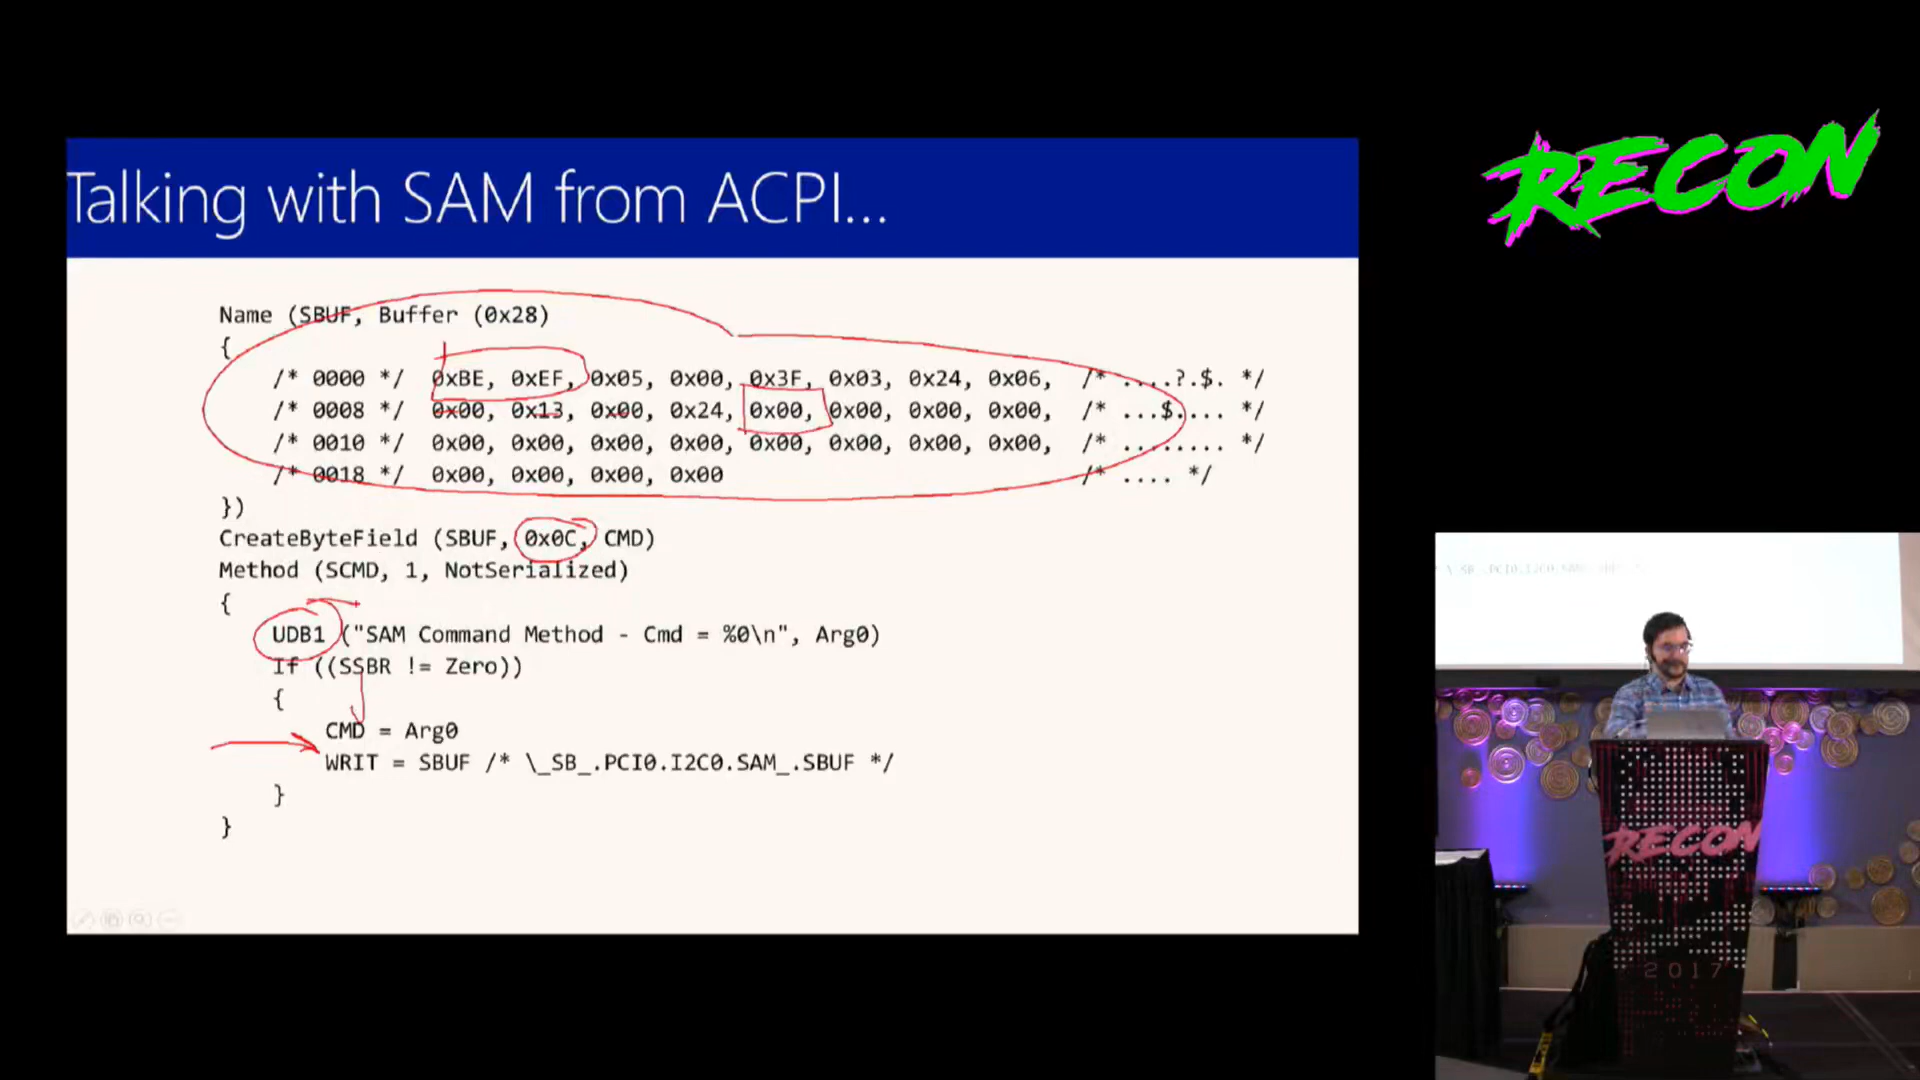 RECON
Talking with SAM from ACPI...
Name (SBUF, Buffer (0x28)
{
/* 0000 */ 0xBE, 0xEF, 0x05, 0x00, 0x3F, 0x03, 0x24, 0x06, /* ....?.$. */
/* 0008 */ 0x00, 0x13, 0x00, 0x24, 0x00, 0x00, 0x00, 0x00, /* ...$.... */
/* 0010 */ 0x00, 0x00, 0x00, 0x00, 0x00, 0x00, 0x00, 0x00, /* ........ */
/* 0018 */ 0x00, 0x00, 0x00, 0x00 /* .... */
})
CreateByteField (SBUF, 0x0C, CMD)
Method (SCMD, 1, NotSerialized)
{
UDB1 ("SAM Command Method - Cmd = %0\n", Arg0)
If ((SSBR != Zero))
{
CMD = Arg0
WRIT = SBUF /* \_SB_.PCI0.I2C0.SAM_.SBUF */
}
}
RECON
2017